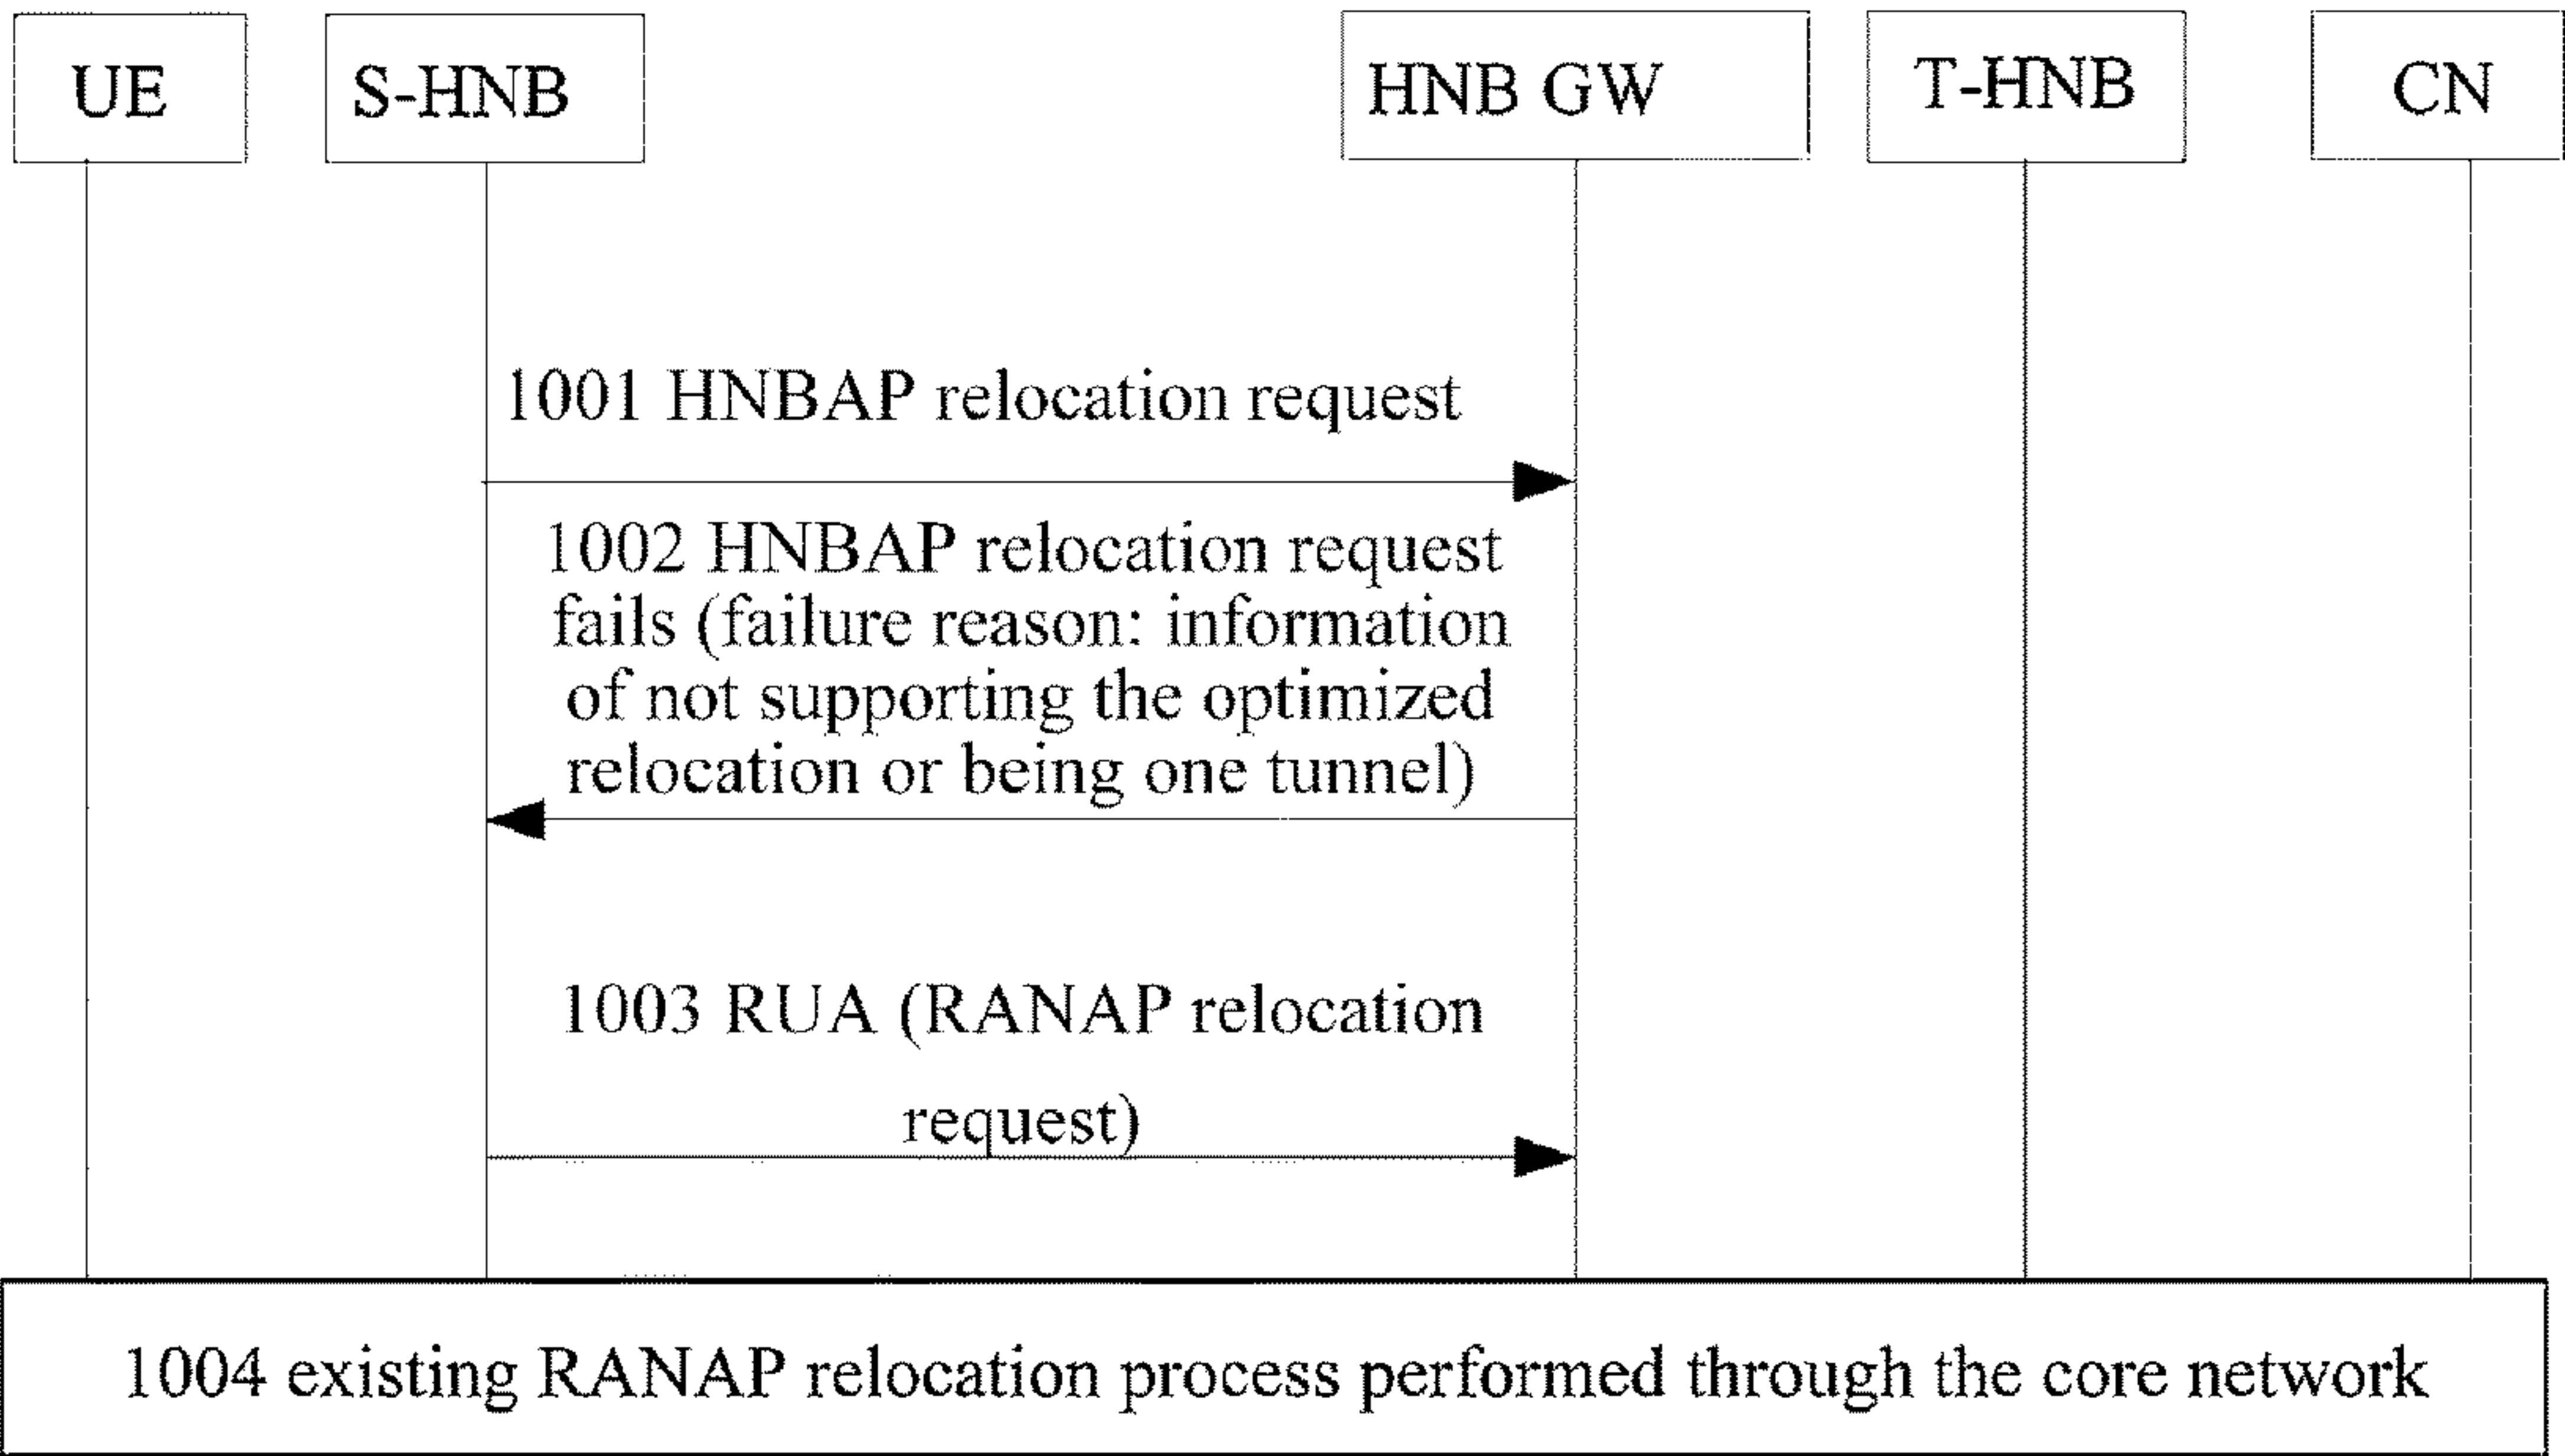 UE
S-HNB
HNB GW
T-HNB
CN
1001 HNBAP relocation request
1002 HNBAP relocation request
fails (failure reason: information
of not supporting the optimized
relocation or being one tunnel)
1003 RUA (RANAP relocation
request)
1004 existing RANAP relocation process performed through the core network